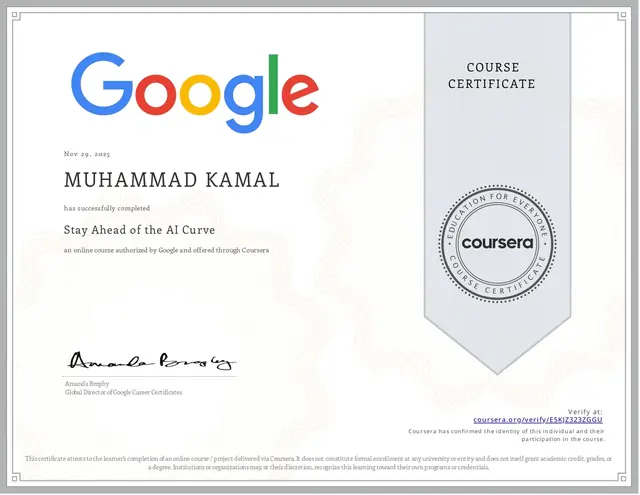 Google
COURSE
CERTIFICATE
Nov 29, 2025
MUHAMMAD KAMAL
has successfully completed
Stay Ahead of the AI Curve
an online course authorized by Google and offered through Coursera
EDUCATION FOR EVERYONE
coursera
COURSE CERTIFICATE
Amanda Brophy
Amanda Brophy
Global Director of Google Career Certificates
Verify at:
coursera.org/verify/E5KJZ3Z3ZGGU
Coursera has confirmed the identity of this individual and their
participation in the course.
This certificate attests to the learner's completion of an online course / project delivered via Coursera. It does not constitute formal enrollment at any university or entity and does not itself grant academic credit, grades, or
a degree. Institutions or organizations may, at their discretion, recognize this learning toward their own programs or credentials.